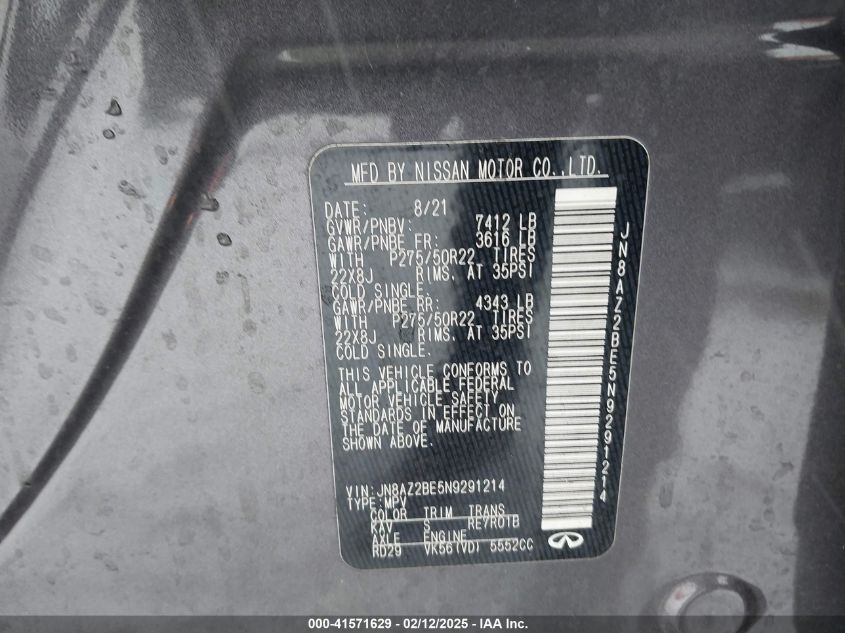 MFD BY NISSAN MOTOR CO.,LTD.
DATE: 8/21
GVWR/PNBV: 7412 LB
GAWR/PNBE FR: 3616 LB
WITH P275/50R22 TIRES
22X8J RIMS. AT 35PSI
COLD SINGLE.
GAWR/PNBE RR: 4343 LB
WITH P275/50R22 TIRES
22X8J RIMS. AT 35PSI
COLD SINGLE.
THIS VEHICLE CONFORMS TO
ALL APPLICABLE FEDERAL
MOTOR VEHICLE SAFETY
STANDARDS IN EFFECT ON
THE DATE OF MANUFACTURE
SHOWN ABOVE.
VIN:JN8AZ2BE5N9291214
TYPE:MPV
COLOR TRIM TRANS
KAV S RE7R01B
AXLE ENGINE
RD29 VK56(VD) 5552CC
JN8AZ2BE5N9291214
000-41571629 - 02/12/2025 - IAA Inc.